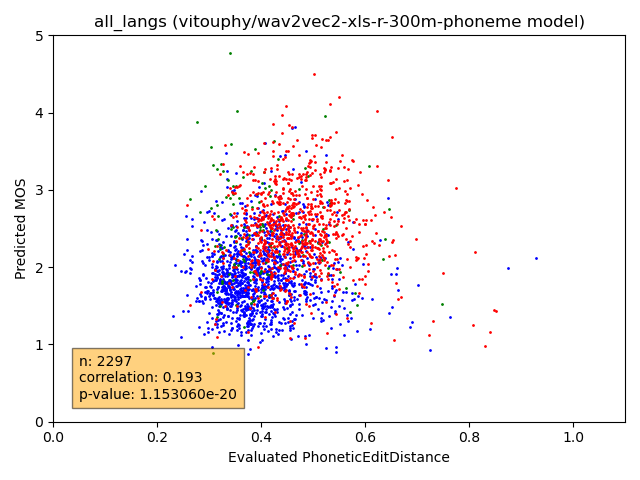 all_langs (vitouphy/wav2vec2-xls-r-300m-phoneme model)
5
4
3
2
1
0
Predicted MOS
n: 2297
correlation: 0.193
p-value: 1.153060e-20
0.0 0.2 0.4 0.6 0.8 1.0
Evaluated PhoneticEditDistance